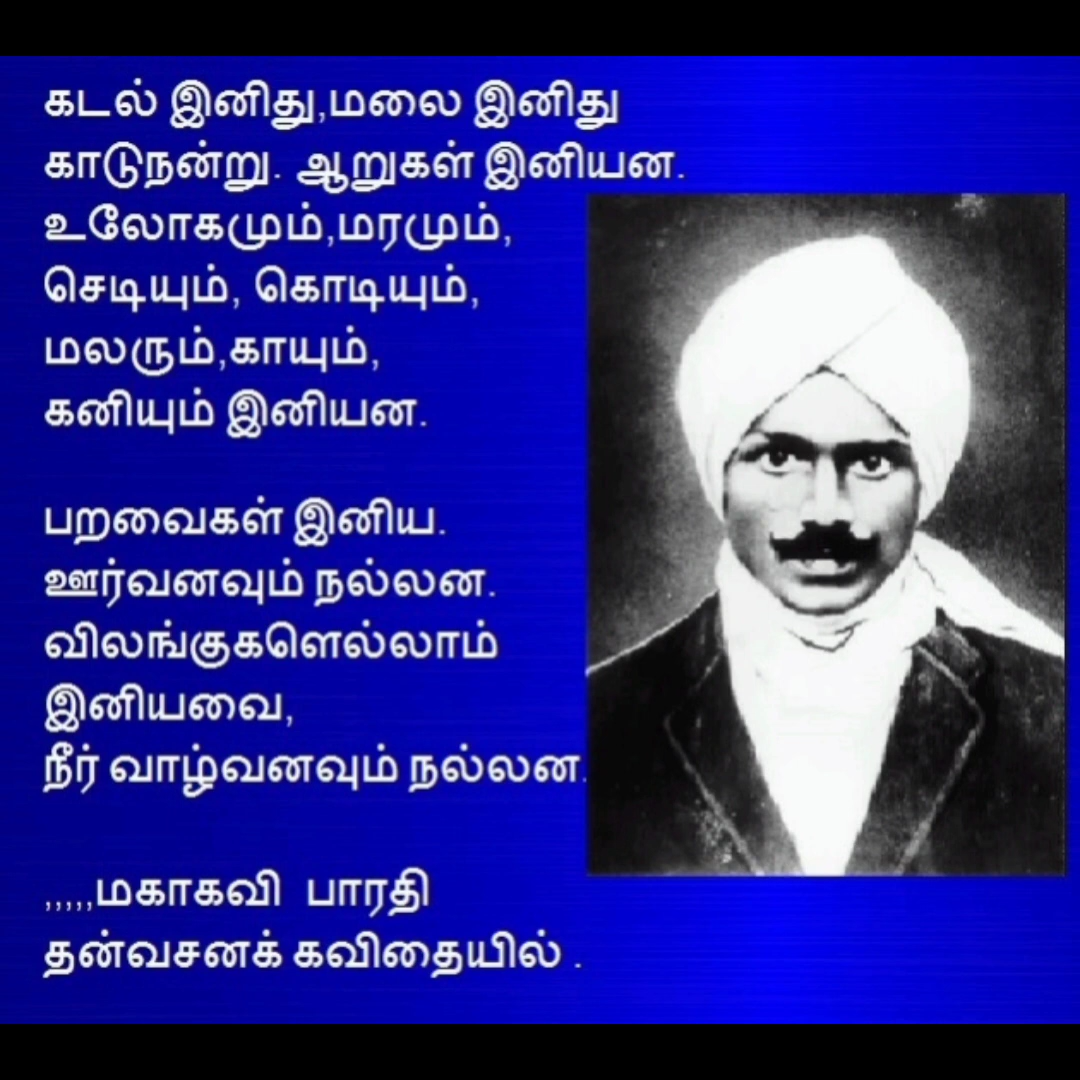 கடல் இனிது,மலை இனிது
காடுநன்று. ஆறுகள் இனியன.
உலோகமும்,மரமும்,
செடியும், கொடியும்,
மலரும்,காயும்,
கனியும் இனியன.
பறவைகள் இனிய.
ஊர்வனவும் நல்லன.
விலங்குகளெல்லாம்
இனியவை,
நீர் வாழ்வனவும் நல்லன.
,,,,,மகாகவி பாரதி
தன்வசனக் கவிதையில் .